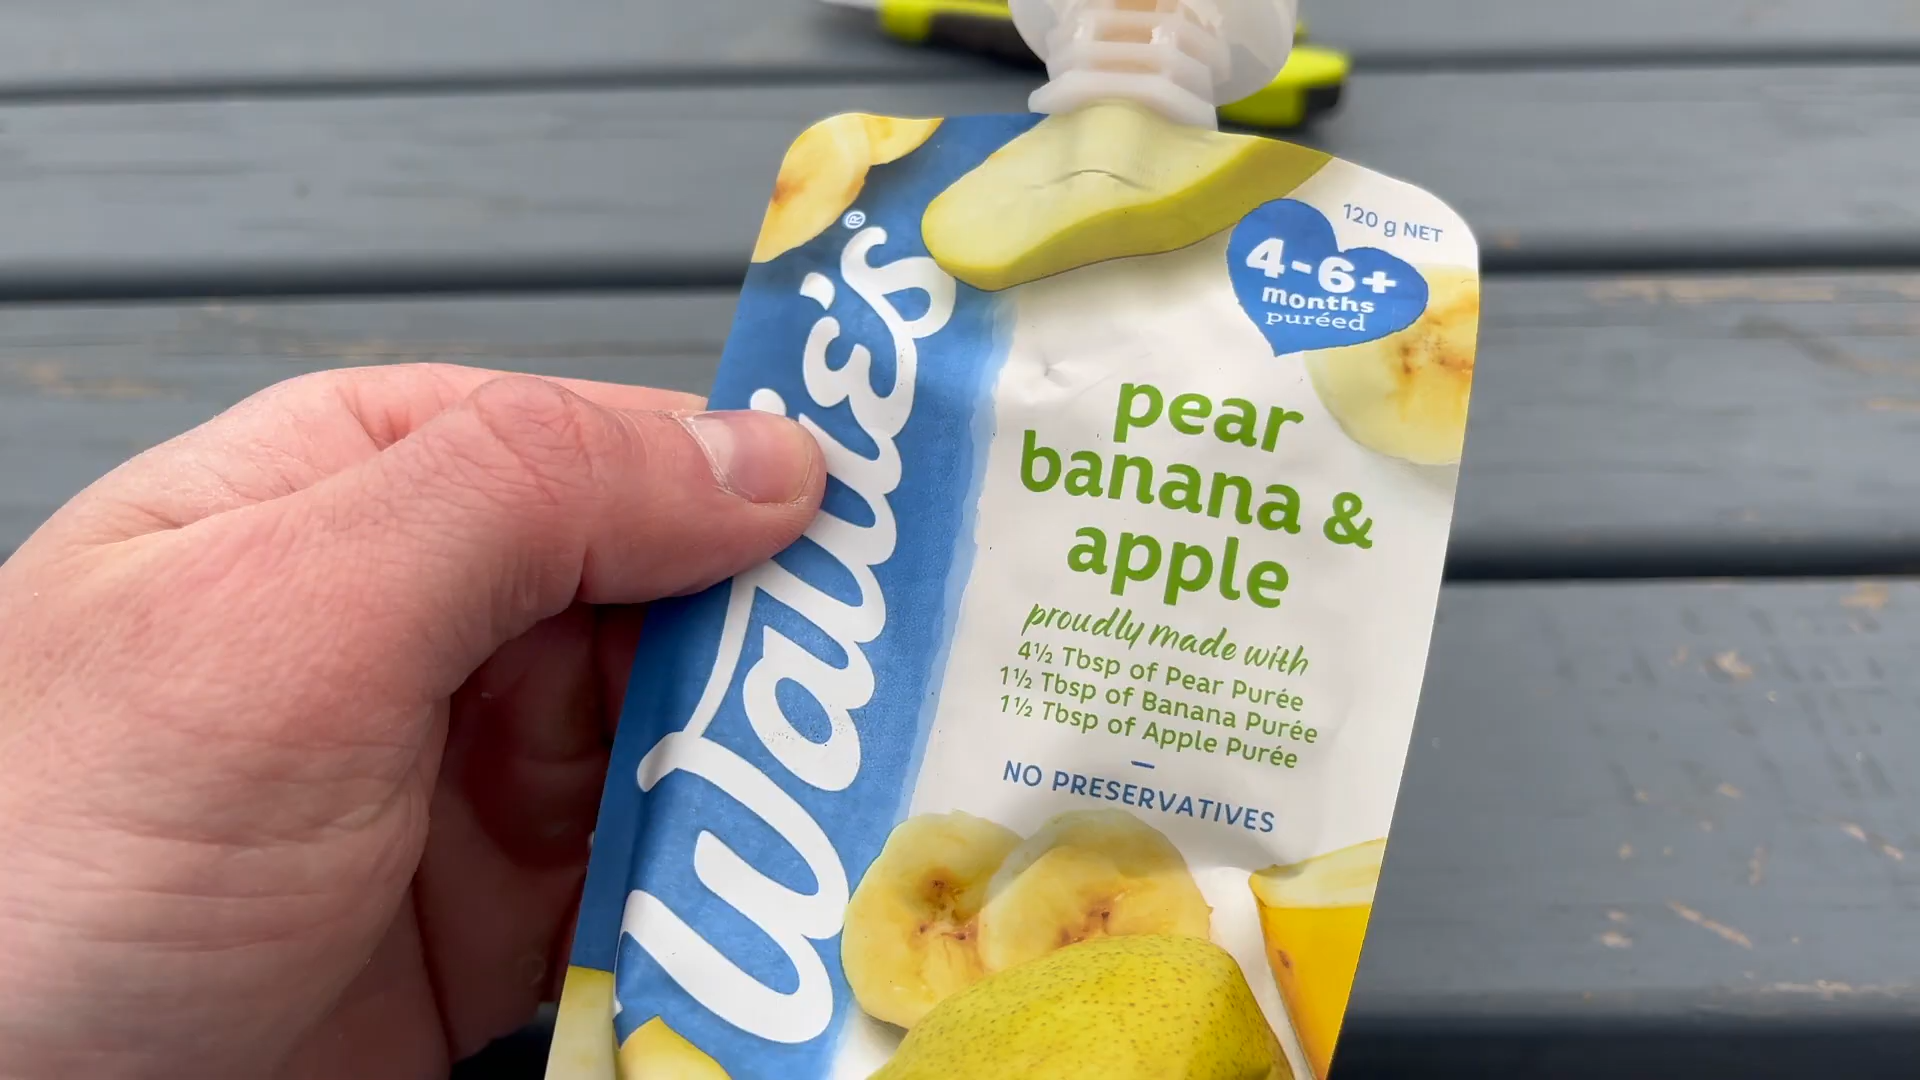 Wattie's®
120 g NET
4-6+
months
puréed
pear
banana &
apple
proudly made with
4½ Tbsp of Pear Purée
1½ Tbsp of Banana Purée
1½ Tbsp of Apple Purée
NO PRESERVATIVES